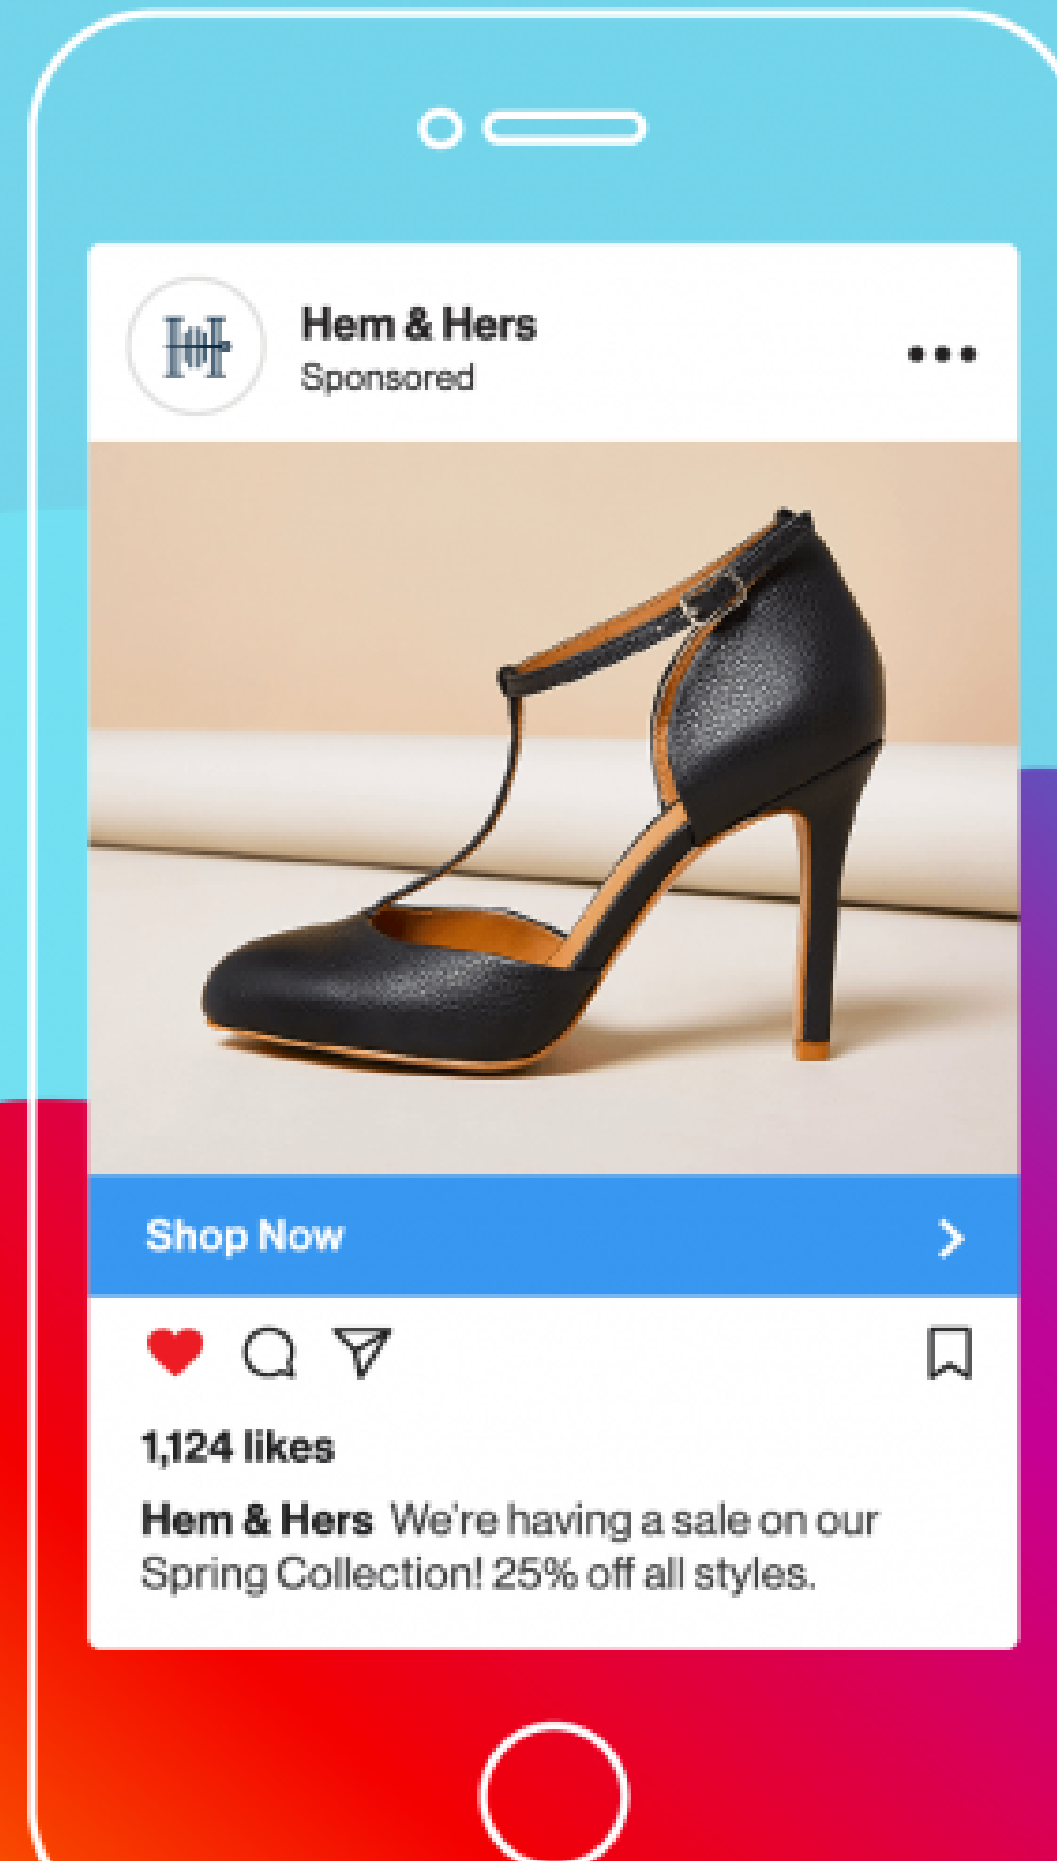 Hem & Hers
Sponsored
Shop Now
1,124 likes
Hem & Hers We're having a sale on our
Spring Collection! 25% off all styles.